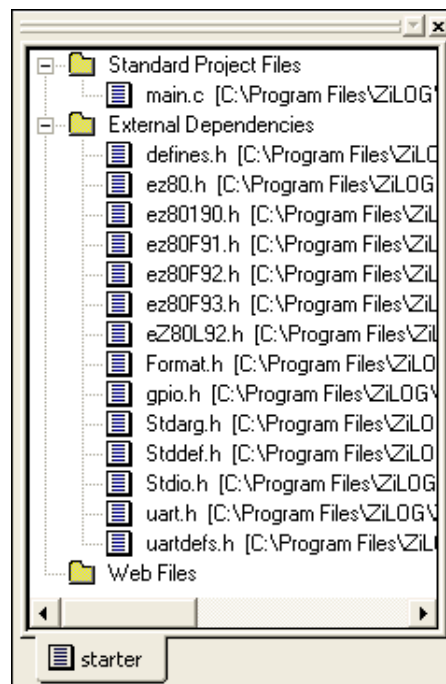 Standard Project Files
main.c [C:\Program Files\ZiLOG\
External Dependencies
defines.h [C:\Program Files\ZiLO
ez80.h [C:\Program Files\ZiLOG
ez80190.h [C:\Program Files\ZiL
ez80F91.h [C:\Program Files\ZiL
ez80F92.h [C:\Program Files\ZiL
ez80F93.h [C:\Program Files\ZiL
eZ80L92.h [C:\Program Files\ZiL
Format.h [C:\Program Files\ZiLO
gpio.h [C:\Program Files\ZiLOG\
Stdarg.h [C:\Program Files\ZiLO
Stddef.h [C:\Program Files\ZiLO
Stdio.h [C:\Program Files\ZiLOG
uart.h [C:\Program Files\ZiLOG\
uartdefs.h [C:\Program Files\ZiL
Web Files
starter